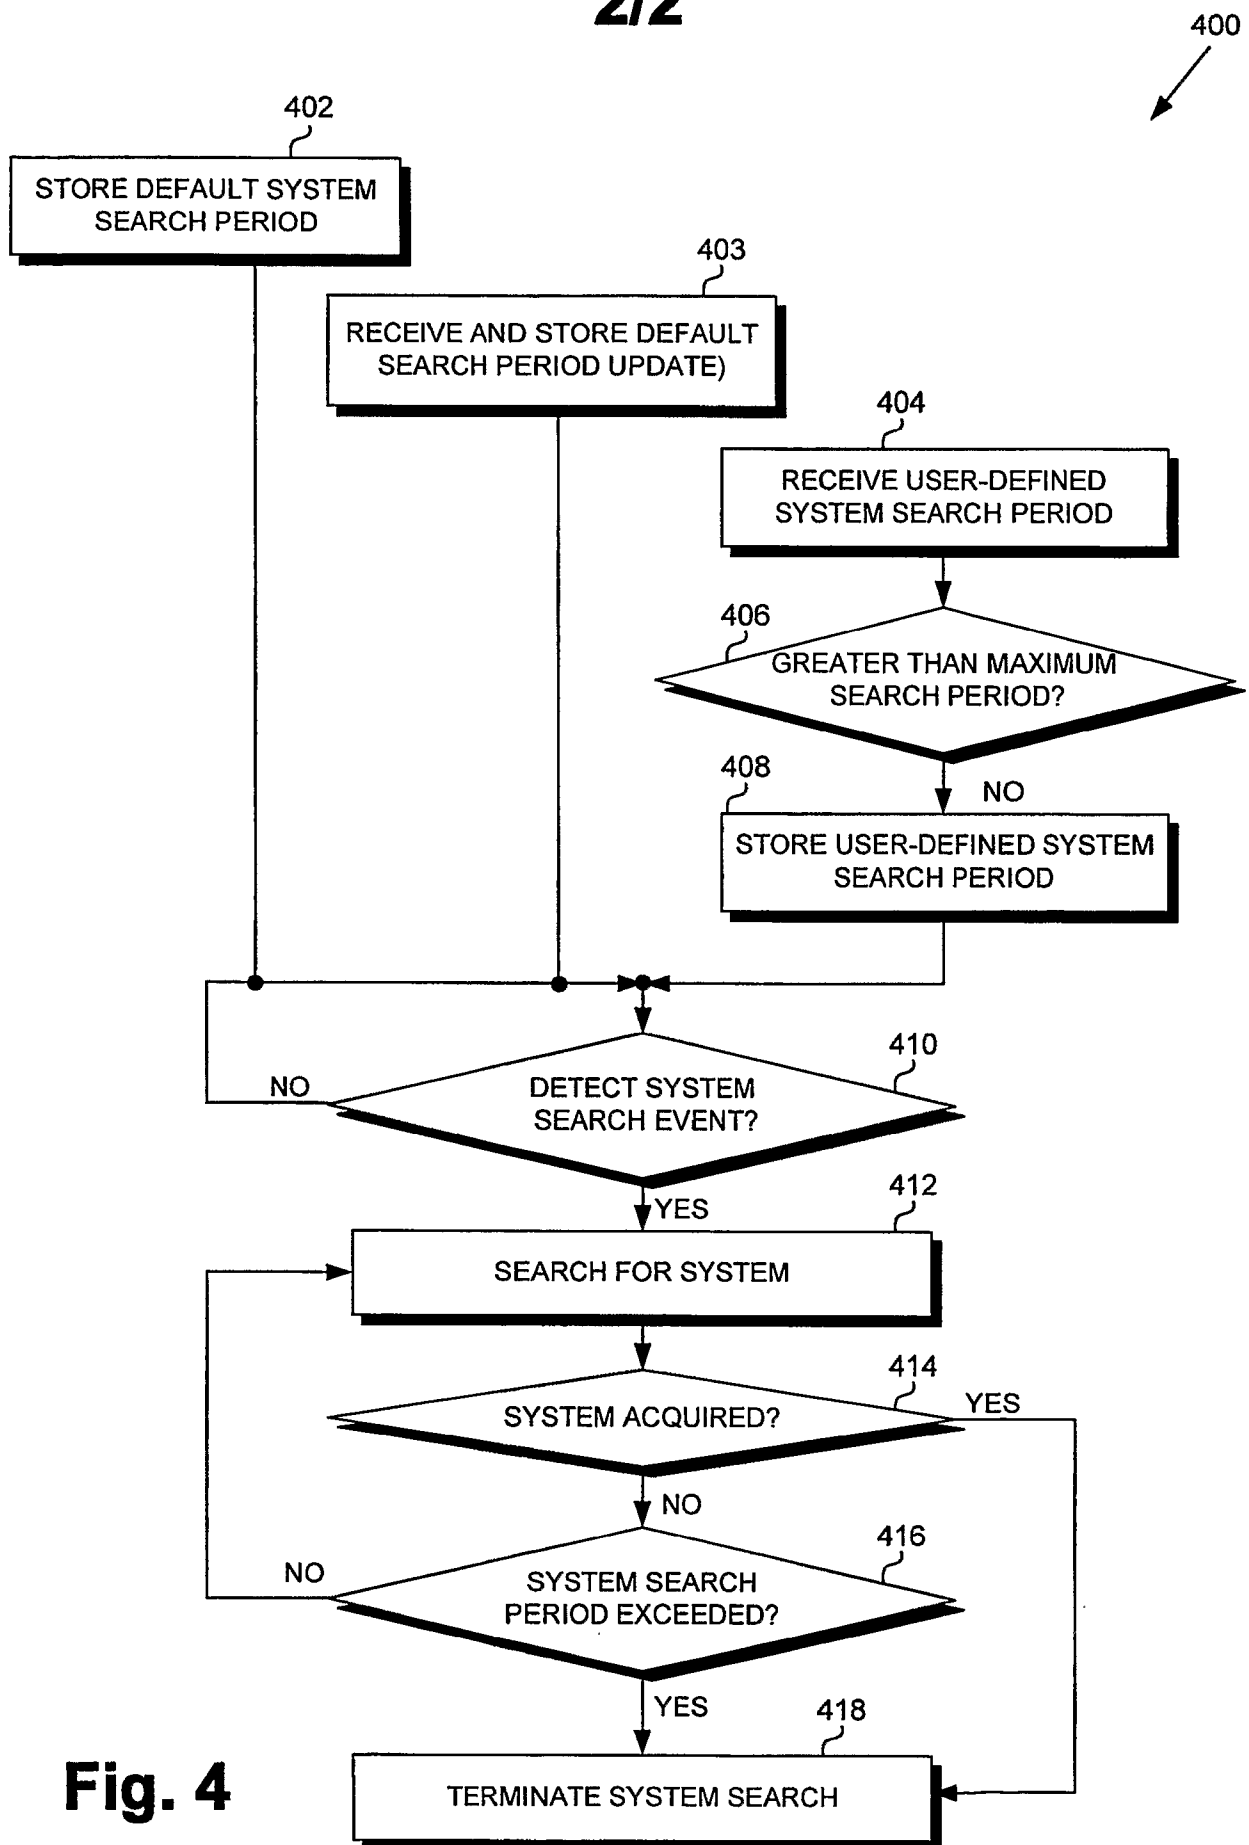 2/2
400
402
STORE DEFAULT SYSTEM
SEARCH PERIOD
403
RECEIVE AND STORE DEFAULT
SEARCH PERIOD UPDATE)
404
RECEIVE USER-DEFINED
SYSTEM SEARCH PERIOD
406
GREATER THAN MAXIMUM
SEARCH PERIOD?
408
NO
STORE USER-DEFINED SYSTEM
SEARCH PERIOD
410
NO
DETECT SYSTEM
SEARCH EVENT?
412
YES
SEARCH FOR SYSTEM
414
YES
SYSTEM ACQUIRED?
NO
416
NO
SYSTEM SEARCH
PERIOD EXCEEDED?
YES
418
TERMINATE SYSTEM SEARCH
Fig. 4